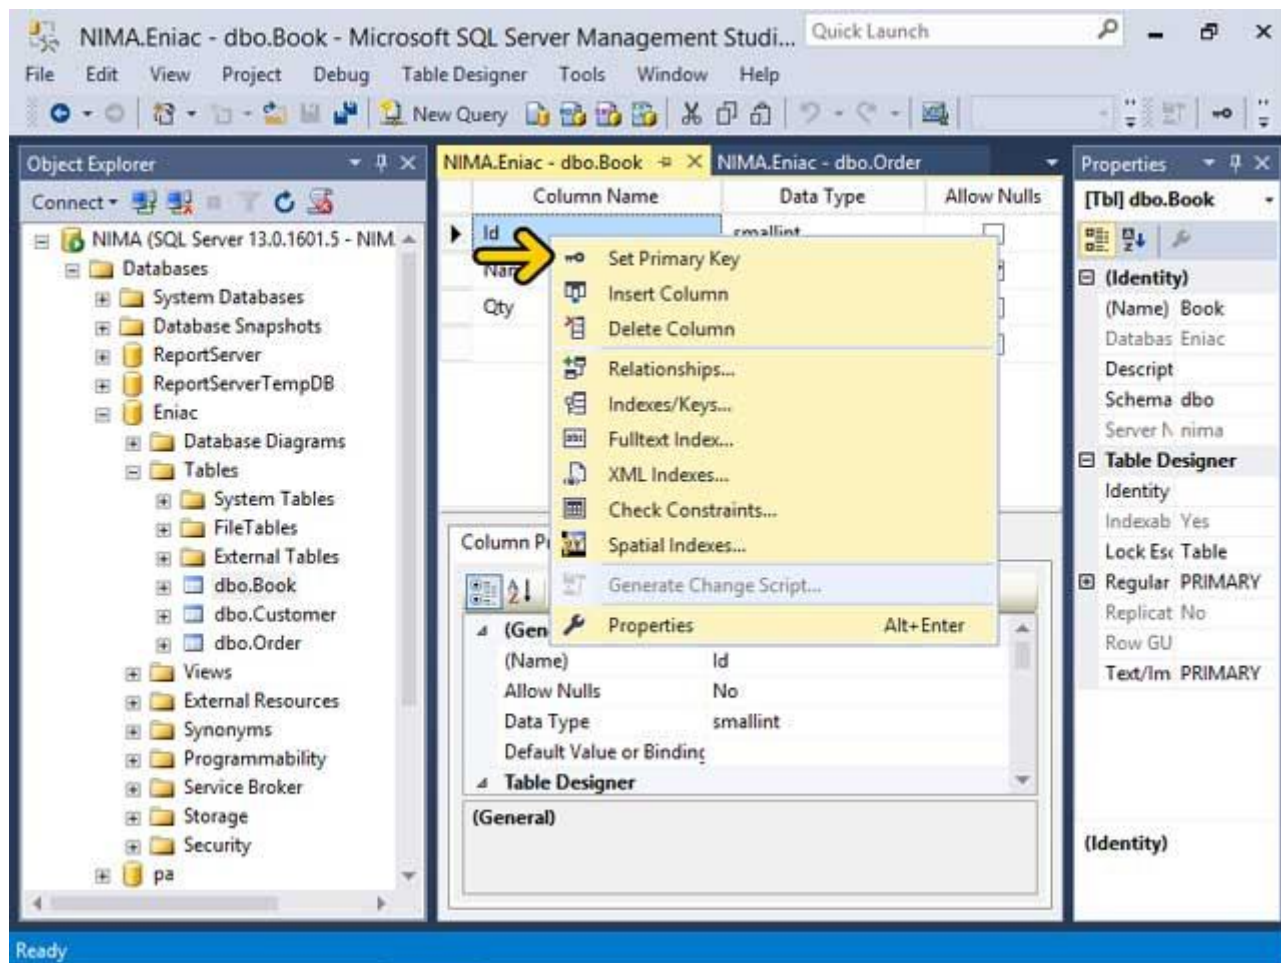 NIMA.Eniac - dbo.Book - Microsoft SQL Server Management Studi...
Quick Launch
File Edit View Project Debug Table Designer Tools Window Help
New Query
Object Explorer
Connect
NIMA (SQL Server 13.0.1601.5 - NIM
Databases
System Databases
Database Snapshots
ReportServer
ReportServerTempDB
Eniac
Database Diagrams
Tables
System Tables
FileTables
External Tables
dbo.Book
dbo.Customer
dbo.Order
Views
External Resources
Synonyms
Programmability
Service Broker
Storage
Security
pa
NIMA.Eniac - dbo.Book
NIMA.Eniac - dbo.Order
Column Name Data Type Allow Nulls
Id smallint
Nam
Qty
Set Primary Key
Insert Column
Delete Column
Relationships...
Indexes/Keys...
Fulltext Index...
XML Indexes...
Check Constraints...
Spatial Indexes...
Generate Change Script...
Properties Alt+Enter
Column P
(Gen
(Name) Id
Allow Nulls No
Data Type smallint
Default Value or Binding
Table Designer
(General)
Properties
[Tbl] dbo.Book
(Identity)
(Name) Book
Databas Eniac
Descript
Schema dbo
Server N nima
Table Designer
Identity
Indexab Yes
Lock Esc Table
Regular PRIMARY
Replicat No
Row GU
Text/Im PRIMARY
(Identity)
Ready